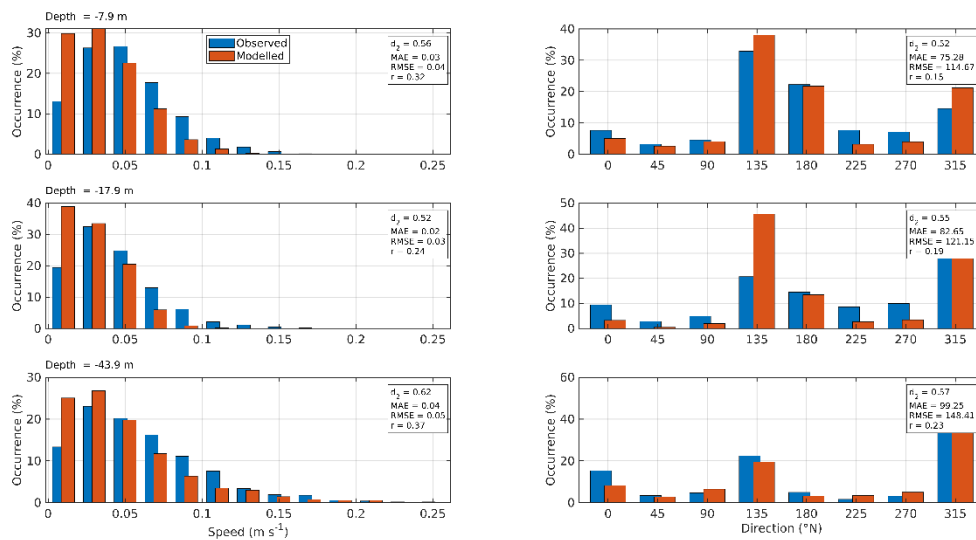 Depth = -7.9 m
Occurrence (%)
30
20
10
0
0 0.05 0.1 0.15 0.2 0.25
Observed
Modelled
d2 = 0.56
MAE = 0.03
RMSE = 0.04
r = 0.32
Occurrence (%)
40
30
20
10
0
0 45 90 135 180 225 270 315
d2 = 0.52
MAE = 75.28
RMSE = 114.67
r = 0.15
Depth = -17.9 m
Occurrence (%)
40
30
20
10
0
0 0.05 0.1 0.15 0.2 0.25
d2 = 0.52
MAE = 0.02
RMSE = 0.03
r = 0.24
Occurrence (%)
50
40
30
20
10
0
0 45 90 135 180 225 270 315
d2 = 0.55
MAE = 82.65
RMSE = 121.15
r = 0.19
Depth = -43.9 m
Occurrence (%)
30
20
10
0
0 0.05 0.1 0.15 0.2 0.25
Speed (m s-1)
d2 = 0.62
MAE = 0.04
RMSE = 0.05
r = 0.37
Occurrence (%)
60
40
20
0
0 45 90 135 180 225 270 315
Direction (°N)
d2 = 0.57
MAE = 99.25
RMSE = 148.41
r = 0.23